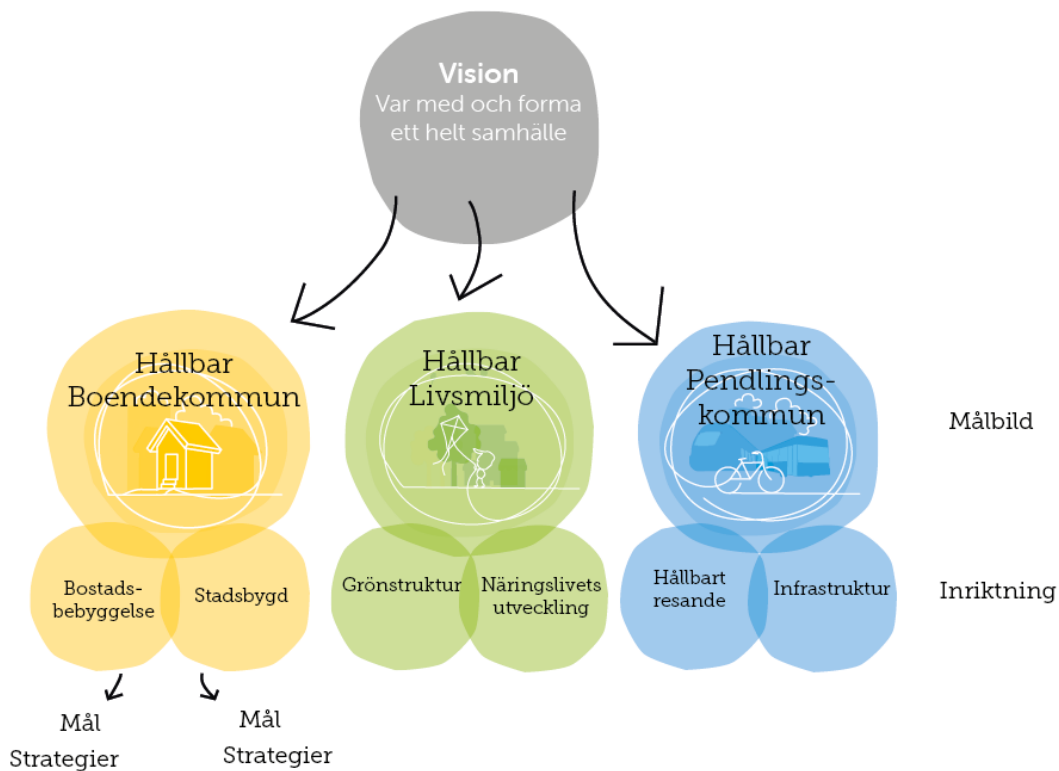 Vision
Var med och forma
ett helt samhälle
Hållbar
Boendekommun
Hållbar
Livsmiljö
Hållbar
Pendlings-
kommun
Målbild
Bostads-
bebyggelse
Stadsbygd
Grönstruktur
Näringslivets
utveckling
Hållbart
resande
Infrastruktur
Inriktning
Mål
Strategier
Mål
Strategier